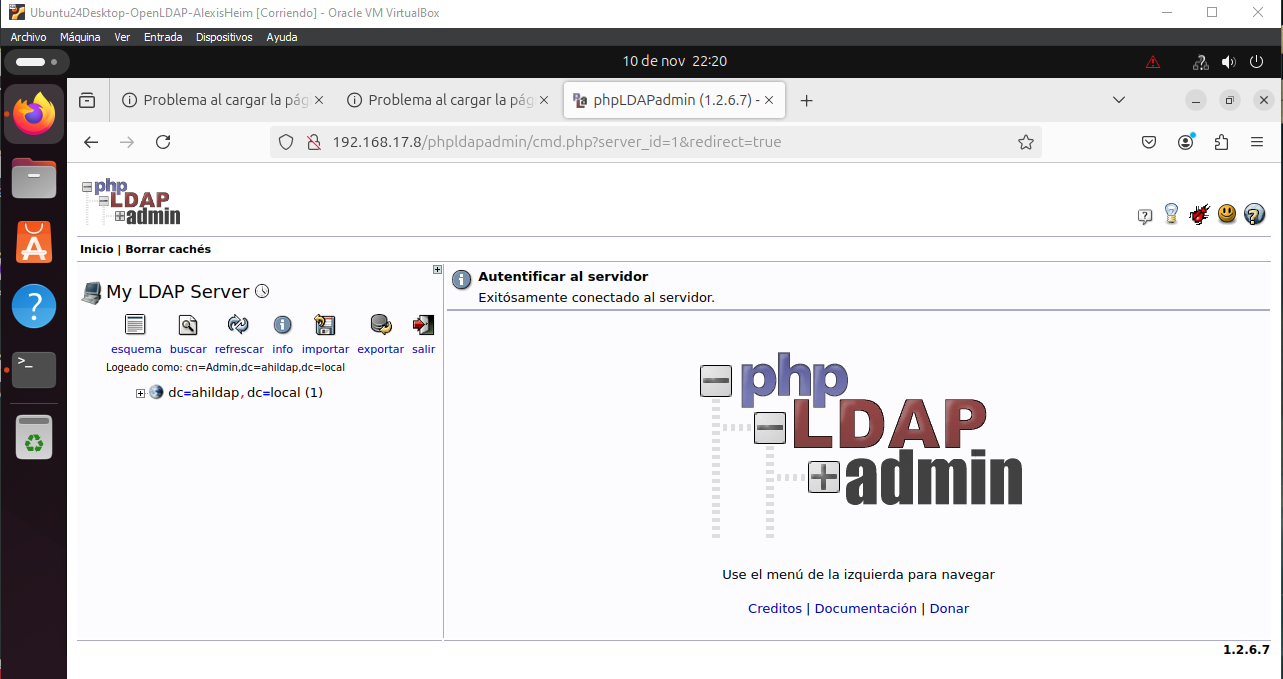 Ubuntu24Desktop-OpenLDAP-AlexisHeim [Corriendo] - Oracle VM VirtualBox
Archivo Máquina Ver Entrada Dispositivos Ayuda
10 de nov 22:20
Problema al cargar la pág
Problema al cargar la pág
phpLDAPadmin (1.2.6.7) -
192.168.17.8/phpldapadmin/cmd.php?server_id=1&redirect=true
php
LDAP
admin
Inicio | Borrar cachés
My LDAP Server
esquema buscar refrescar info importar exportar salir
Logeado como: cn=Admin,dc=ahildap,dc=local
dc=ahildap,dc=local (1)
Autentificar al servidor
Exitósamente conectado al servidor.
php
LDAP
admin
Use el menú de la izquierda para navegar
Creditos | Documentación | Donar
1.2.6.7